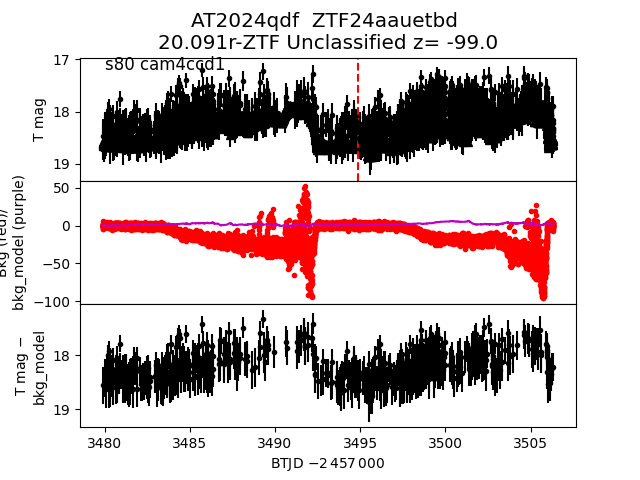 AT2024qdf ZTF24aauetbd
20.091r-ZTF Unclassified z= -99.0
s80 cam4ccd1
17
18
19
T mag
50
0
−50
−100
Bkg (red)/
bkg_model (purple)
18
19
T mag −
bkg_model
3480 3485 3490 3495 3500 3505
BTJD −2 457 000